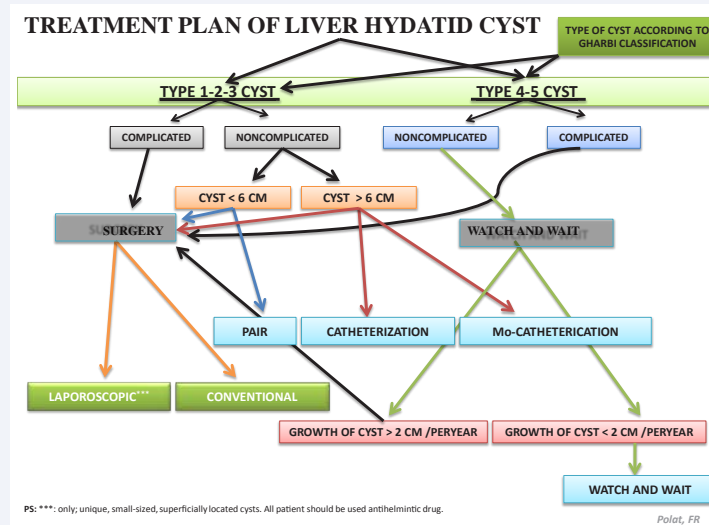 TREATMENT PLAN OF LIVER HYDATID CYST
TYPE OF CYST ACCORDING TO
GHARBI CLASSIFICATION
TYPE 1-2-3 CYST
TYPE 4-5 CYST
COMPLICATED
NONCOMPLICATED
NONCOMPLICATED
COMPLICATED
CYST < 6 CM
CYST > 6 CM
SURGERY
WATCH AND WAIT
PAIR
CATHETERIZATION
Mo-CATHETERICATION
LAPOROSCOPIC***
CONVENTIONAL
GROWTH OF CYST > 2 CM /PERYEAR
GROWTH OF CYST < 2 CM /PERYEAR
WATCH AND WAIT
PS: ***: only; unique, small-sized, superficially located cysts. All patient should be used antihelmintic drug.
Polat, FR